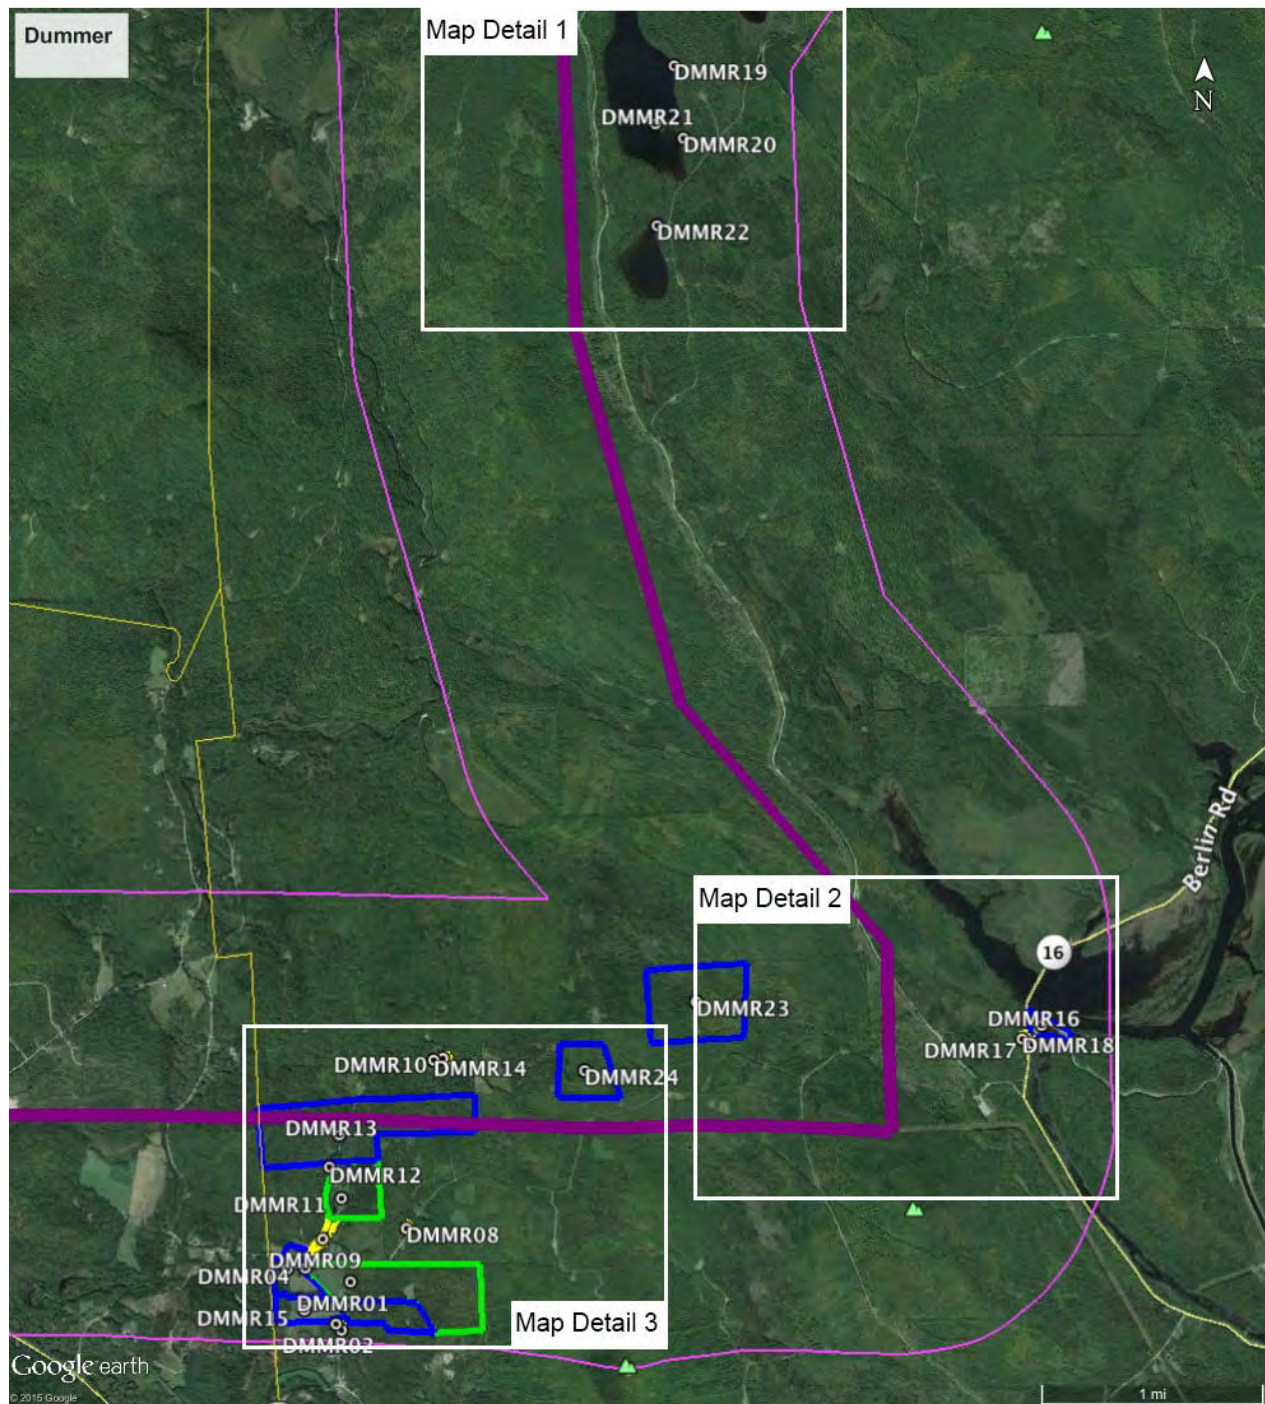 Dummer
Map Detail 1
DMMR19
N
DMMR21
DMMR20
DMMR22
Berlin Rd
Map Detail 2
16
DMMR23
DMMR16
DMMR17
DMMR18
DMMR10
DMMR14
DMMR24
DMMR13
DMMR12
DMMR11
DMMR08
DMMR09
DMMR04
DMMR01
DMMR15
Map Detail 3
DMMR02
Google earth
© 2015 Google
1 mi